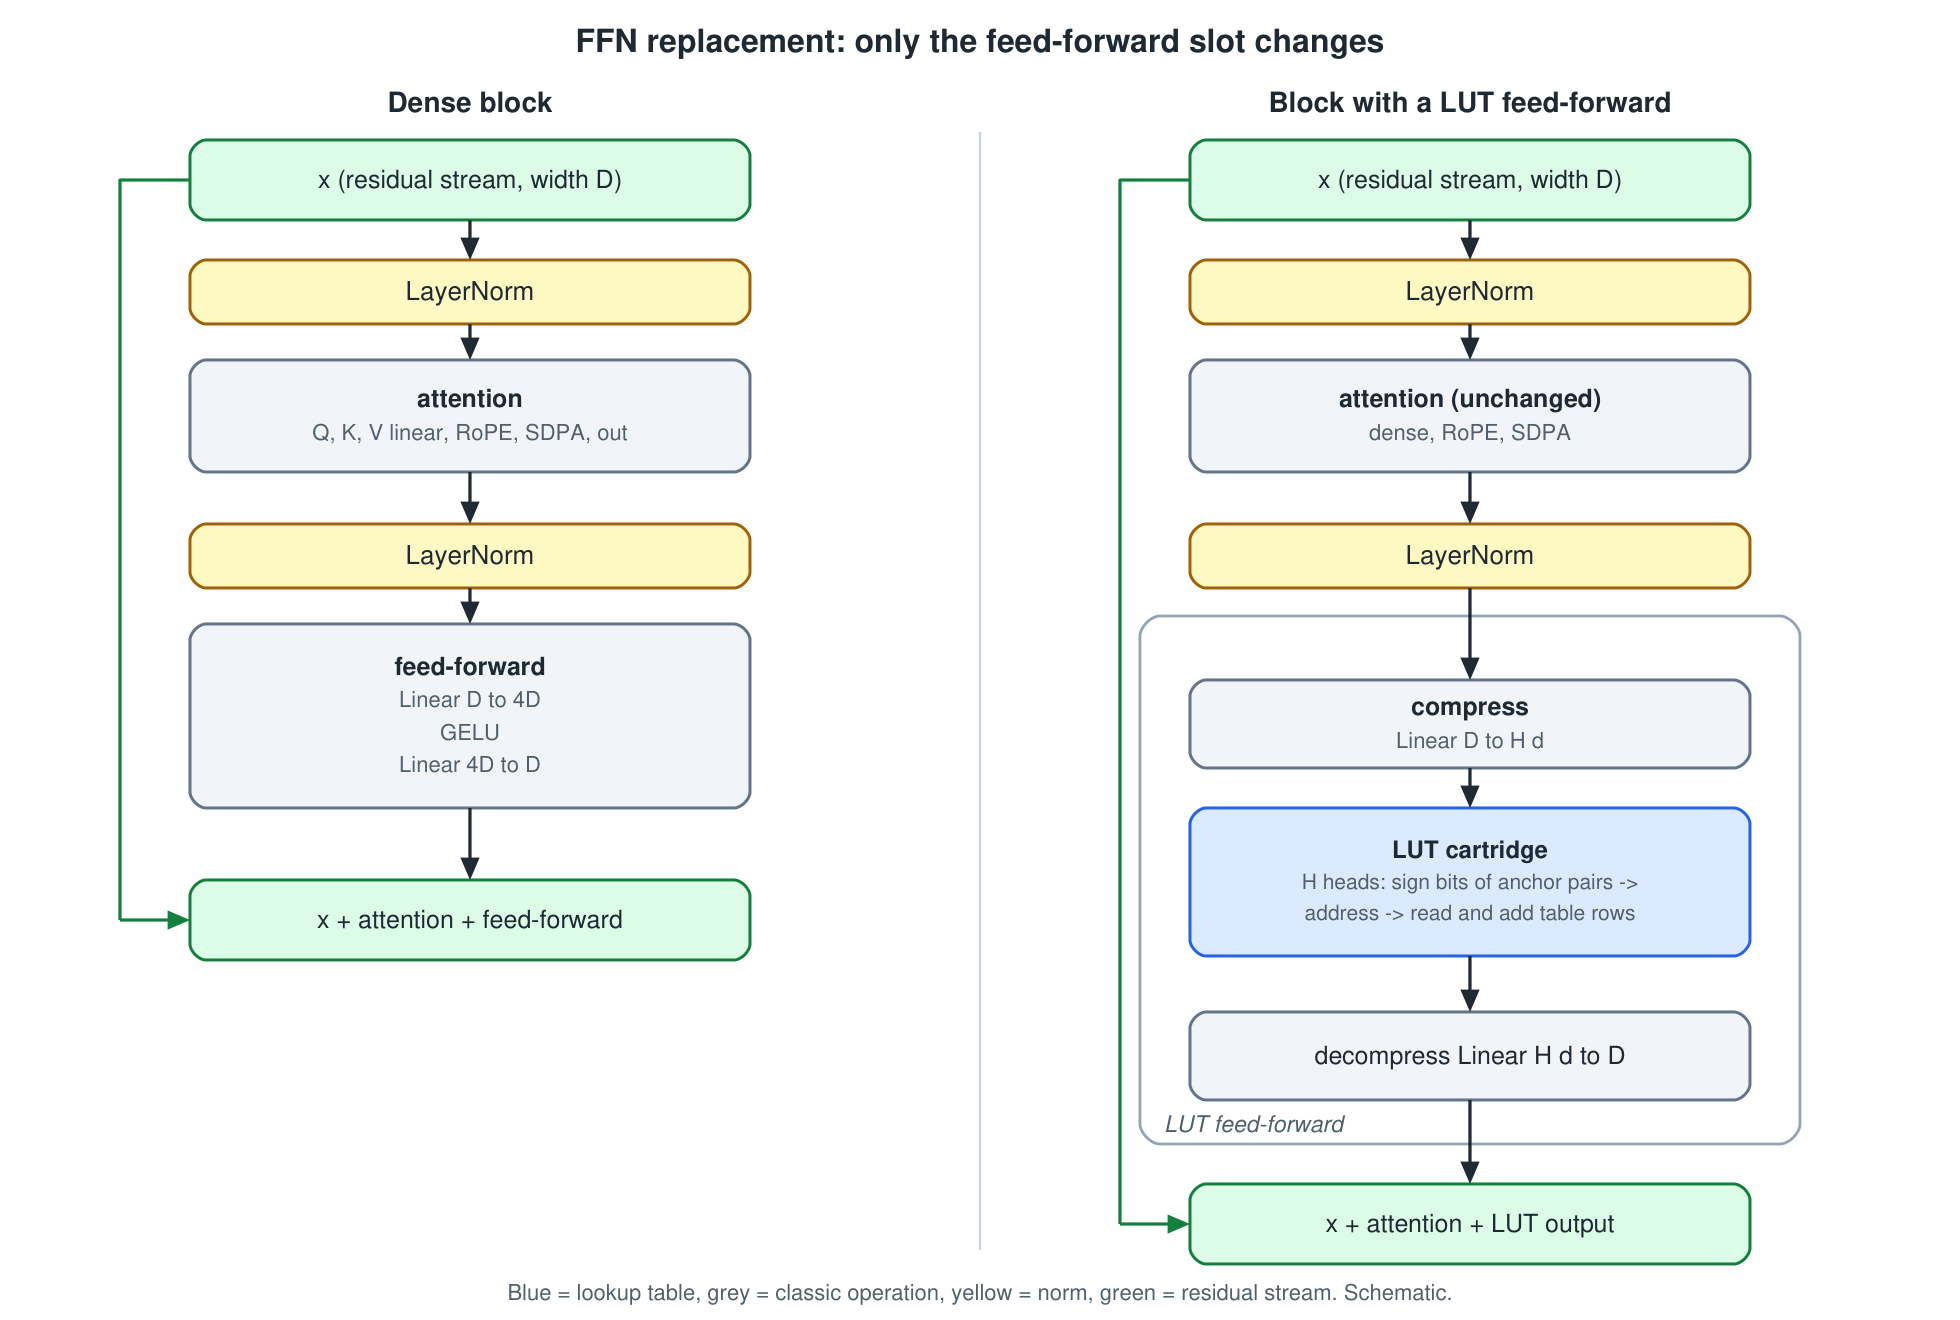 FFN replacement: only the feed-forward slot changes
Dense block
x (residual stream, width D)
LayerNorm
attention
Q, K, V linear, RoPE, SDPA, out
LayerNorm
feed-forward
Linear D to 4D
GELU
Linear 4D to D
x + attention + feed-forward
Block with a LUT feed-forward
x (residual stream, width D)
LayerNorm
attention (unchanged)
dense, RoPE, SDPA
LayerNorm
compress
Linear D to H d
LUT cartridge
H heads: sign bits of anchor pairs ->
address -> read and add table rows
decompress Linear H d to D
LUT feed-forward
x + attention + LUT output
Blue = lookup table, grey = classic operation, yellow = norm, green = residual stream. Schematic.